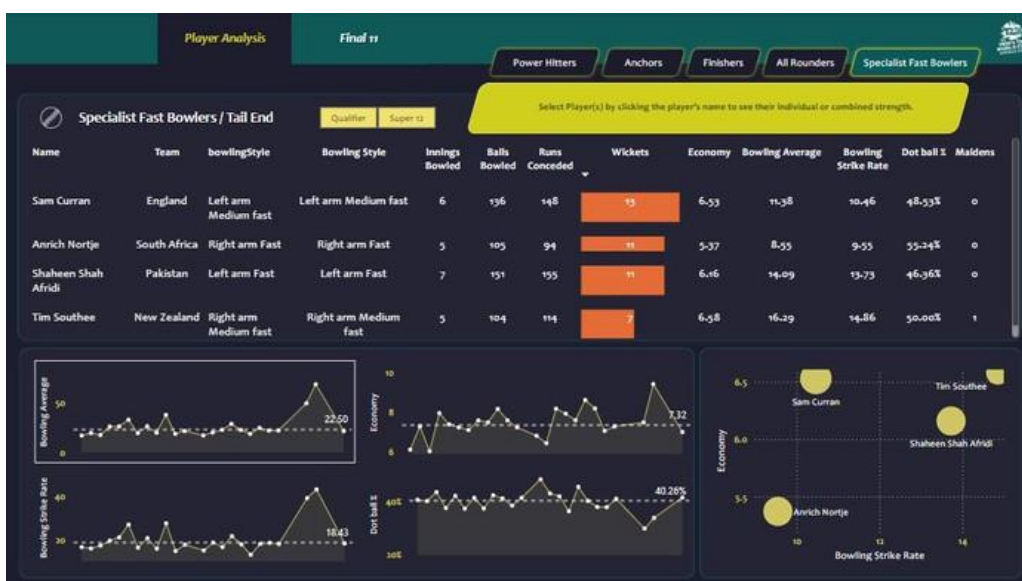 Player Analysis
Final 11
Power Hitters
Anchors
Finishers
All Rounders
Specialist Fast Bowlers
Select Player(s) by clicking the player's name to see their individual or combined strength.
Specialist Fast Bowlers / Tail End
Qualifier
Super 12
Name Team bowlingStyle Bowling Style Innings Bowled Balls Bowled Runs Conceded Wickets Economy Bowling Average Bowling Strike Rate Dot ball % Maidens
Sam Curran England Left arm Medium fast Left arm Medium fast 6 136 148 13 6.53 11.38 10.46 48.53% 0
Anrich Nortje South Africa Right arm Fast Right arm Fast 5 105 94 11 5.37 8.55 9.55 55.24% 0
Shaheen Shah Afridi Pakistan Left arm Fast Left arm Fast 7 151 155 11 6.16 14.09 13.73 46.36% 0
Tim Southee New Zealand Right arm Medium fast Right arm Medium fast 5 104 114 7 6.58 16.29 14.86 50.00% 1
Bowling Average
50
0
22.50
Economy
10
8
6
7.32
Bowling Strike Rate
40
20
18.43
Dot ball %
40%
20%
40.26%
Economy
6.5
6.0
5.5
Sam Curran
Tim Southee
Shaheen Shah Afridi
Anrich Nortje
10
12
14
Bowling Strike Rate